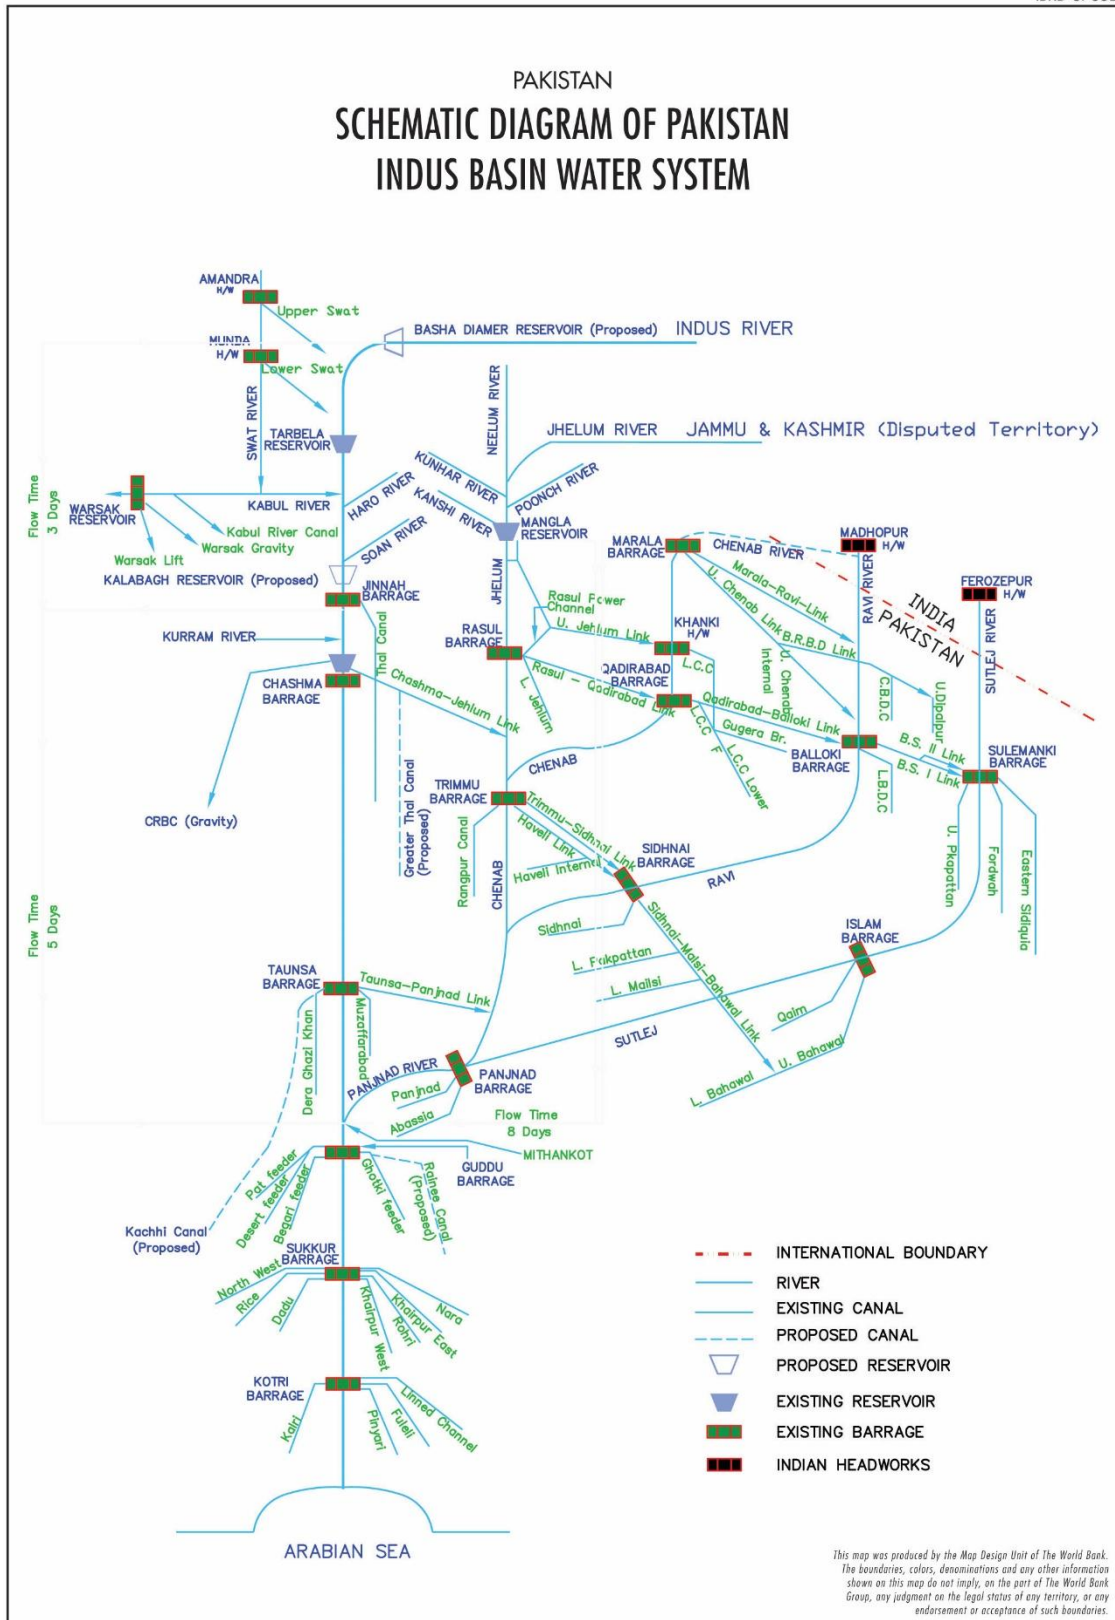 PAKISTAN
SCHEMATIC DIAGRAM OF PAKISTAN
INDUS BASIN WATER SYSTEM
AMANDRA
H/W
Upper Swat
MUNDA
H/W
Lower Swat
BASHA DIAMER RESERVOIR (Proposed)
INDUS RIVER
SWAT RIVER
TARBELA
RESERVOIR
NEELUM RIVER
JHELUM RIVER
JAMMU & KASHMIR (Disputed Territory)
Flow Time
3 Days
WARSAK
RESERVOIR
KABUL RIVER
HARO RIVER
KUNHAR RIVER
KANSHI RIVER
POONCH RIVER
MANGLA
RESERVOIR
Kabul River Canal
Warsak Gravity
Warsak Lift
SOAN RIVER
KALABAGH RESERVOIR (Proposed)
JINNAH
BARRAGE
MARALA
BARRAGE
CHENAB RIVER
MADHOPUR
H/W
FEROZEPUR
H/W
INDIA
PAKISTAN
JHELUM
Rasul Power
Channel
U. Jehlum Link
RASUL
BARRAGE
KHANKI
H/W
U. Chenab Link
Marala-Ravi-Link
RAVI RIVER
SUTLEJ RIVER
B.R.B.D Link
U. Chenab
Internal
C.B.D.C
U.Dipalpur
KURRAM RIVER
Thal Canal
CHASHMA
BARRAGE
Chashma-Jehlum Link
L. Jehlum
Rasul - Qadirabad Link
QADIRABAD
BARRAGE
L.C.C
Qadirabad-Balloki Link
L.C.C F
Gugera Br.
L.C.C Lower
BALLOKI
BARRAGE
L.B.D.C
B.S. II Link
B.S. I Link
SULEMANKI
BARRAGE
CHENAB
CRBC (Gravity)
Greater Thal Canal
(Proposed)
TRIMMU
BARRAGE
Rangpur Canal
Trimmu-Sidhnai Link
Haveli Link
Haveli Internal
SIDHNAI
BARRAGE
RAVI
U. Pkapattan
Fordwah
Eastern Sidiquia
CHENAB
Sidhnai
Sidhnai-Malsi-Bahawal Link
ISLAM
BARRAGE
Flow Time
5 Days
L. Pakpattan
L. Mailsi
TAUNSA
BARRAGE
Taunsa-Panjnad Link
Dera Ghazi Khan
Muzaffarabad
SUTLEJ
Qaim
U. Bahawal
L. Bahawal
PANJNAD RIVER
PANJNAD
BARRAGE
Panjnad
Abassia
Flow Time
8 Days
MITHANKOT
GUDDU
BARRAGE
Pat feeder
Desert feeder
Begari feeder
Ghotki feeder
Rainee Canal
(Proposed)
Kachhi Canal
(Proposed)
SUKKUR
BARRAGE
North West
Rice
Dadu
Khairpur West
Rohri
Khairpur East
Nara
KOTRI
BARRAGE
Kalri
Pinyari
Fuleli
Linned Channel
ARABIAN SEA
INTERNATIONAL BOUNDARY
RIVER
EXISTING CANAL
PROPOSED CANAL
PROPOSED RESERVOIR
EXISTING RESERVOIR
EXISTING BARRAGE
INDIAN HEADWORKS
This map was produced by the Map Design Unit of The World Bank.
The boundaries, colors, denominations and any other information
shown on this map do not imply, on the part of The World Bank
Group, any judgment on the legal status of any territory, or any
endorsement or acceptance of such boundaries.